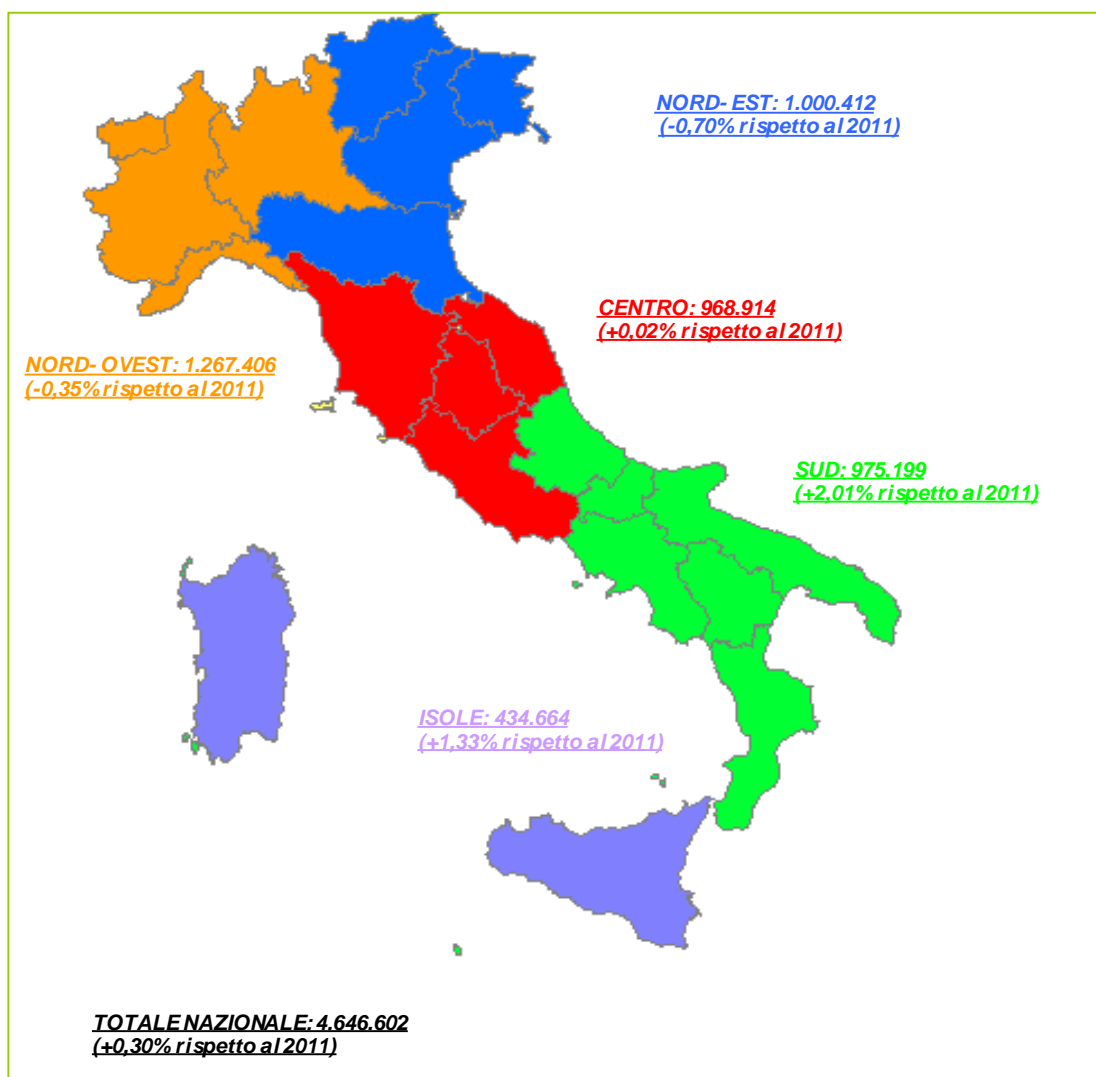 NORD- EST: 1.000.412
(-0,70% rispetto al 2011)
CENTRO: 968.914
(+0,02% rispetto al 2011)
NORD- OVEST: 1.267.406
(-0,35% rispetto al 2011)
SUD: 975.199
(+2,01% rispetto al 2011)
ISOLE: 434.664
(+1,33% rispetto al 2011)
TOTALE NAZIONALE: 4.646.602
(+0,30% rispetto al 2011)